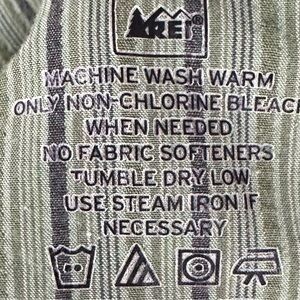 REI®
MACHINE WASH WARM
ONLY NON-CHLORINE BLEACH
WHEN NEEDED
NO FABRIC SOFTENERS
TUMBLE DRY LOW
USE STEAM IRON IF
NECESSARY